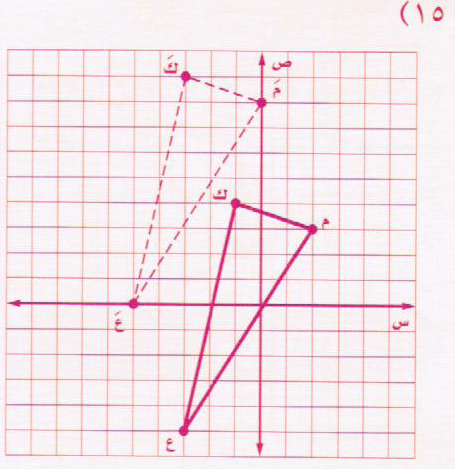 ١٥)
ص
كَ
مَ
ك
م
س
عَ
ع